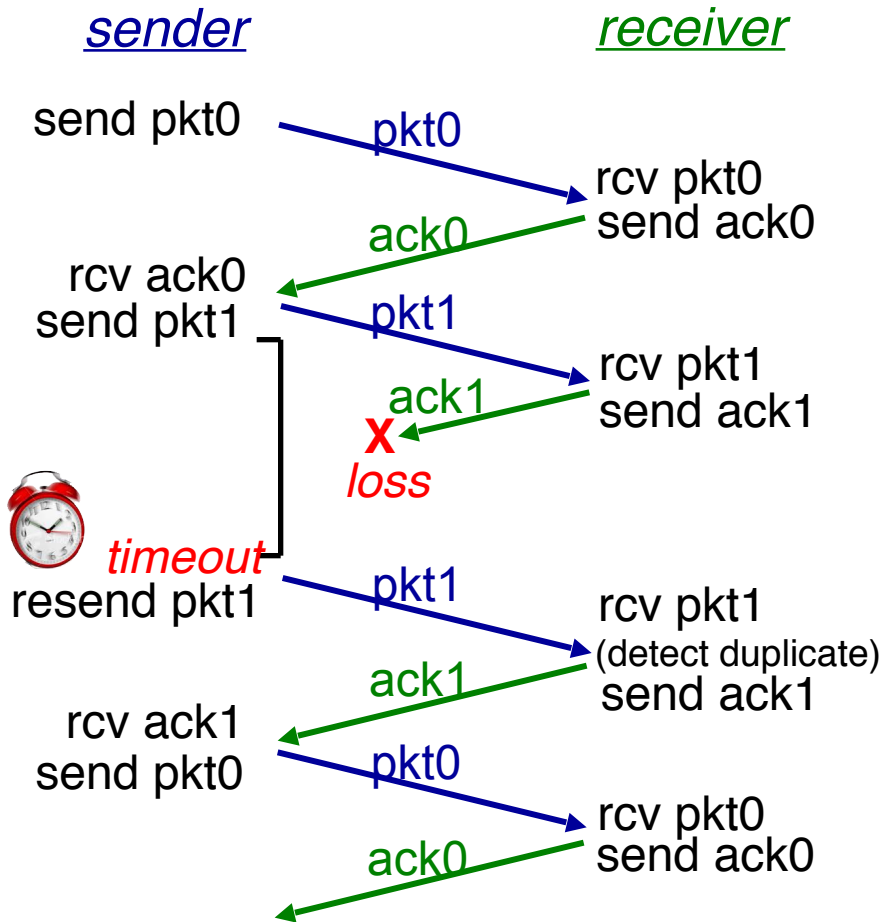 sender
receiver
send pkt0
pkt0
rcv pkt0
send ack0
ack0
rcv ack0
send pkt1
pkt1
rcv pkt1
send ack1
ack1
X
loss
timeout
resend pkt1
pkt1
rcv pkt1
(detect duplicate)
send ack1
ack1
rcv ack1
send pkt0
pkt0
rcv pkt0
send ack0
ack0